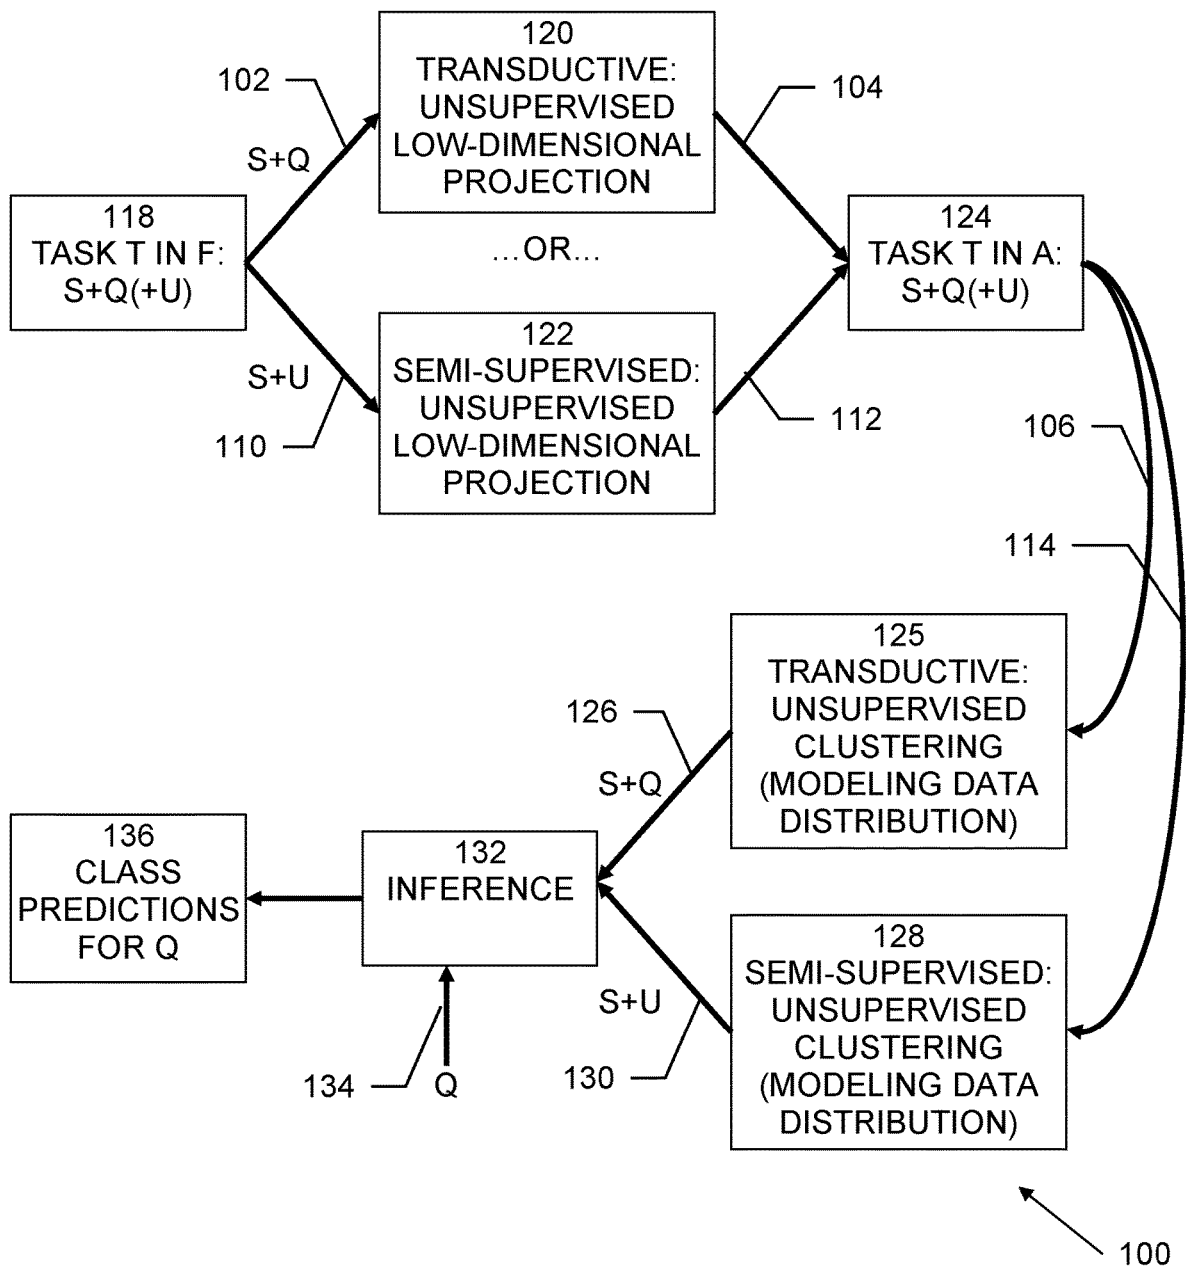 120
TRANSDUCTIVE:
UNSUPERVISED
LOW-DIMENSIONAL
PROJECTION
102
104
S+Q
118
TASK T IN F:
S+Q(+U)
...OR...
124
TASK T IN A:
S+Q(+U)
122
SEMI-SUPERVISED:
UNSUPERVISED
LOW-DIMENSIONAL
PROJECTION
S+U
110
112
106
114
125
TRANSDUCTIVE:
UNSUPERVISED
CLUSTERING
(MODELING DATA
DISTRIBUTION)
126
S+Q
136
CLASS
PREDICTIONS
FOR Q
132
INFERENCE
128
SEMI-SUPERVISED:
UNSUPERVISED
CLUSTERING
(MODELING DATA
DISTRIBUTION)
S+U
130
134
Q
100